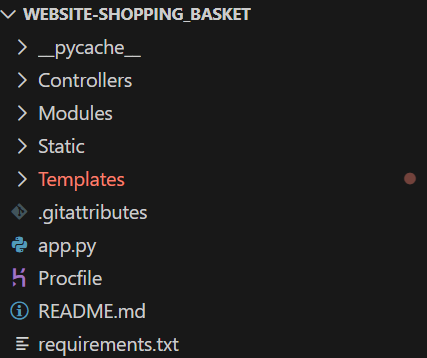 WEBSITE-SHOPPING_BASKET
__pycache__
Controllers
Modules
Static
Templates
.gitattributes
app.py
Procfile
README.md
requirements.txt